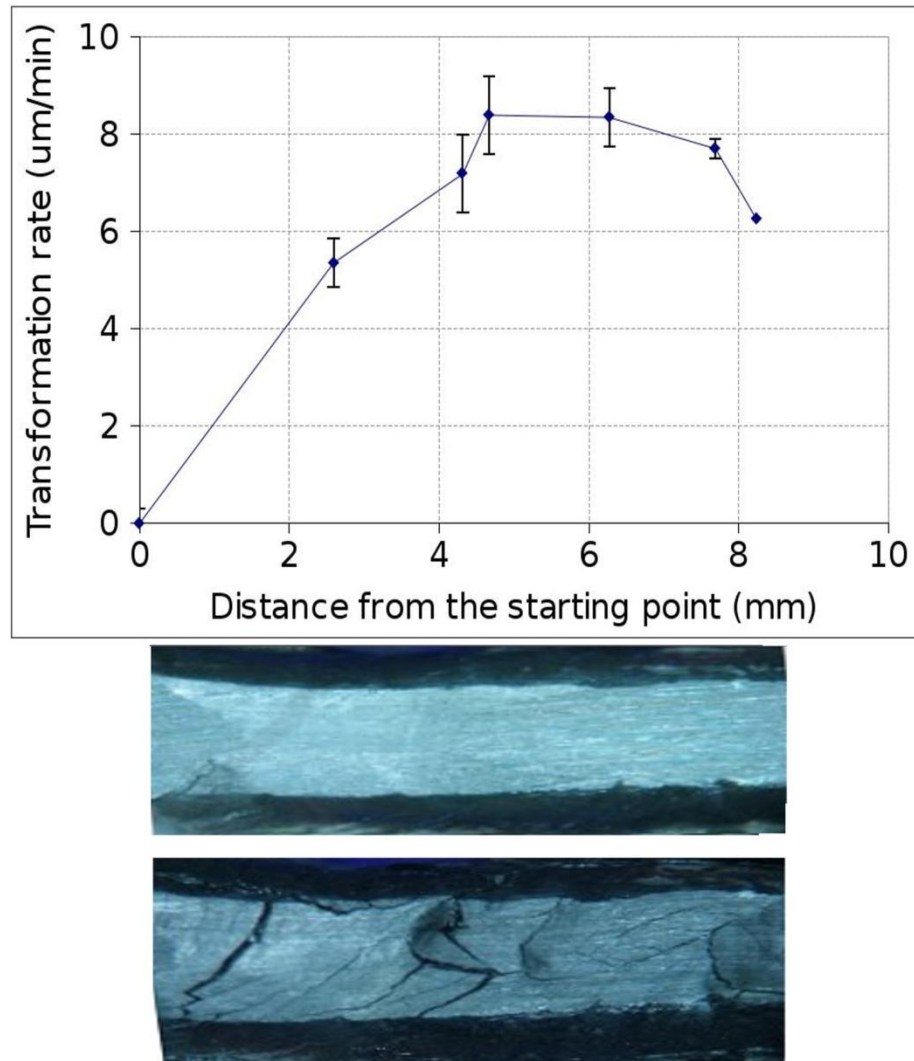 Transformation rate (um/min)
10
8
6
4
2
0
0 2 4 6 8 10
Distance from the starting point (mm)